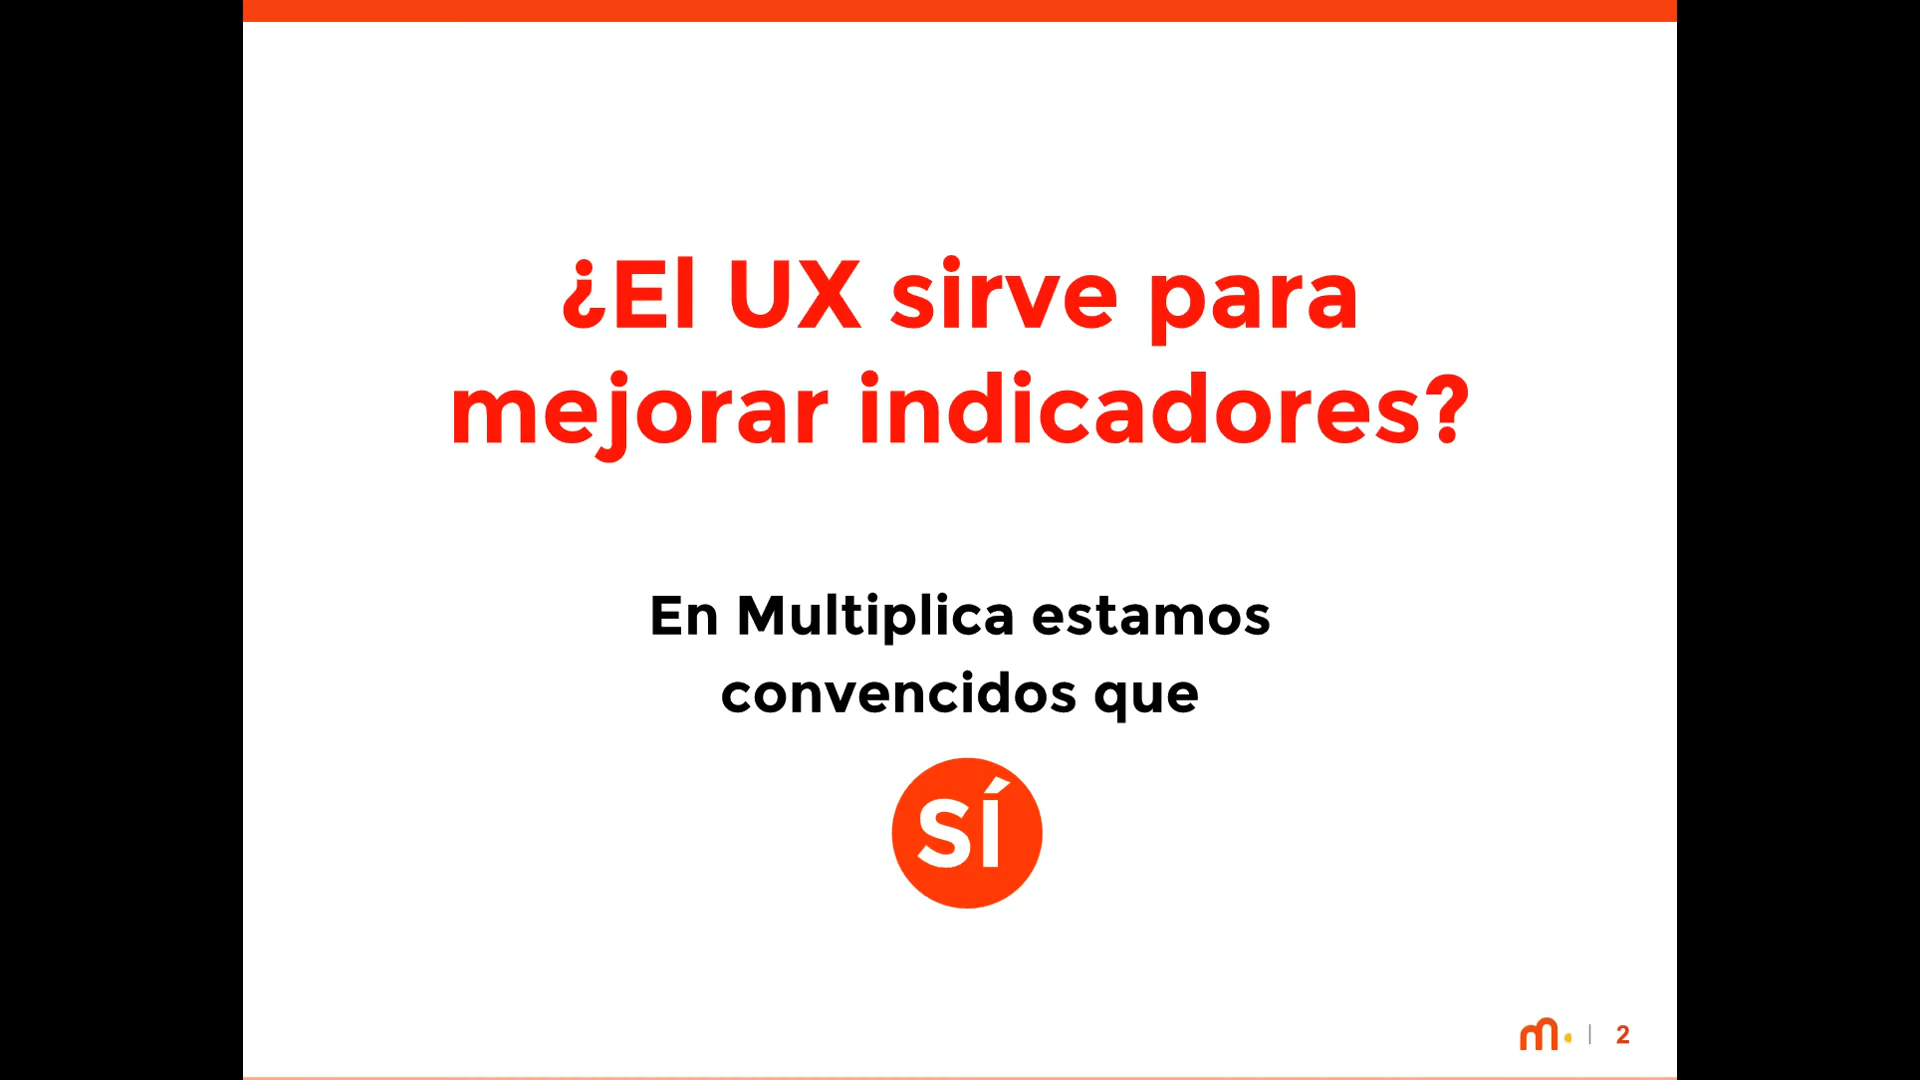 ¿El UX sirve para
mejorar indicadores?
En Multiplica estamos
convencidos que
SÍ
m. | 2